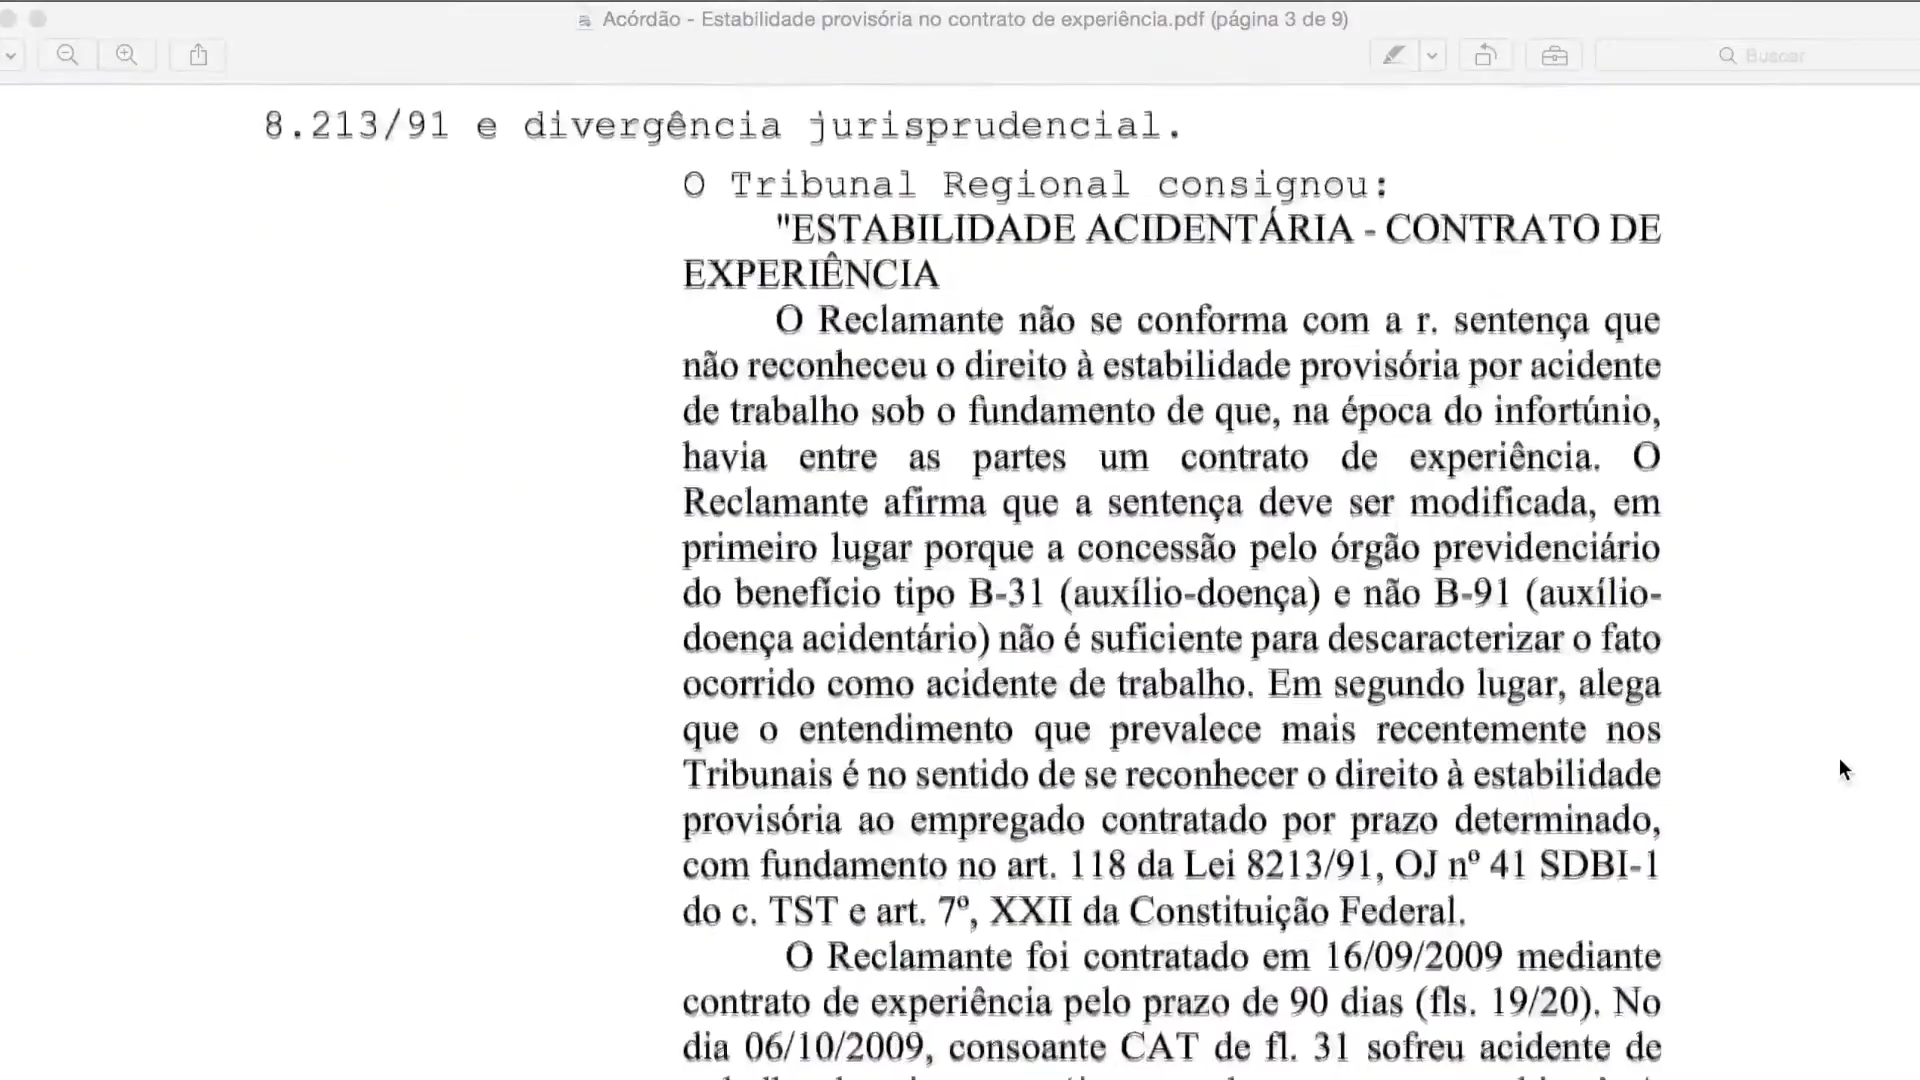 Acórdão - Estabilidade provisória no contrato de experiência.pdf (página 3 de 9)
Buscar
8.213/91 e divergência jurisprudencial.
O Tribunal Regional consignou:
"ESTABILIDADE ACIDENTÁRIA - CONTRATO DE
EXPERIÊNCIA
O Reclamante não se conforma com a r. sentença que
não reconheceu o direito à estabilidade provisória por acidente
de trabalho sob o fundamento de que, na época do infortúnio,
havia entre as partes um contrato de experiência. O
Reclamante afirma que a sentença deve ser modificada, em
primeiro lugar porque a concessão pelo órgão previdenciário
do benefício tipo B-31 (auxílio-doença) e não B-91 (auxílio-
doença acidentário) não é suficiente para descaracterizar o fato
ocorrido como acidente de trabalho. Em segundo lugar, alega
que o entendimento que prevalece mais recentemente nos
Tribunais é no sentido de se reconhecer o direito à estabilidade
provisória ao empregado contratado por prazo determinado,
com fundamento no art. 118 da Lei 8213/91, OJ nº 41 SDBI-1
do c. TST e art. 7º, XXII da Constituição Federal.
O Reclamante foi contratado em 16/09/2009 mediante
contrato de experiência pelo prazo de 90 dias (fls. 19/20). No
dia 06/10/2009, consoante CAT de fl. 31 sofreu acidente de